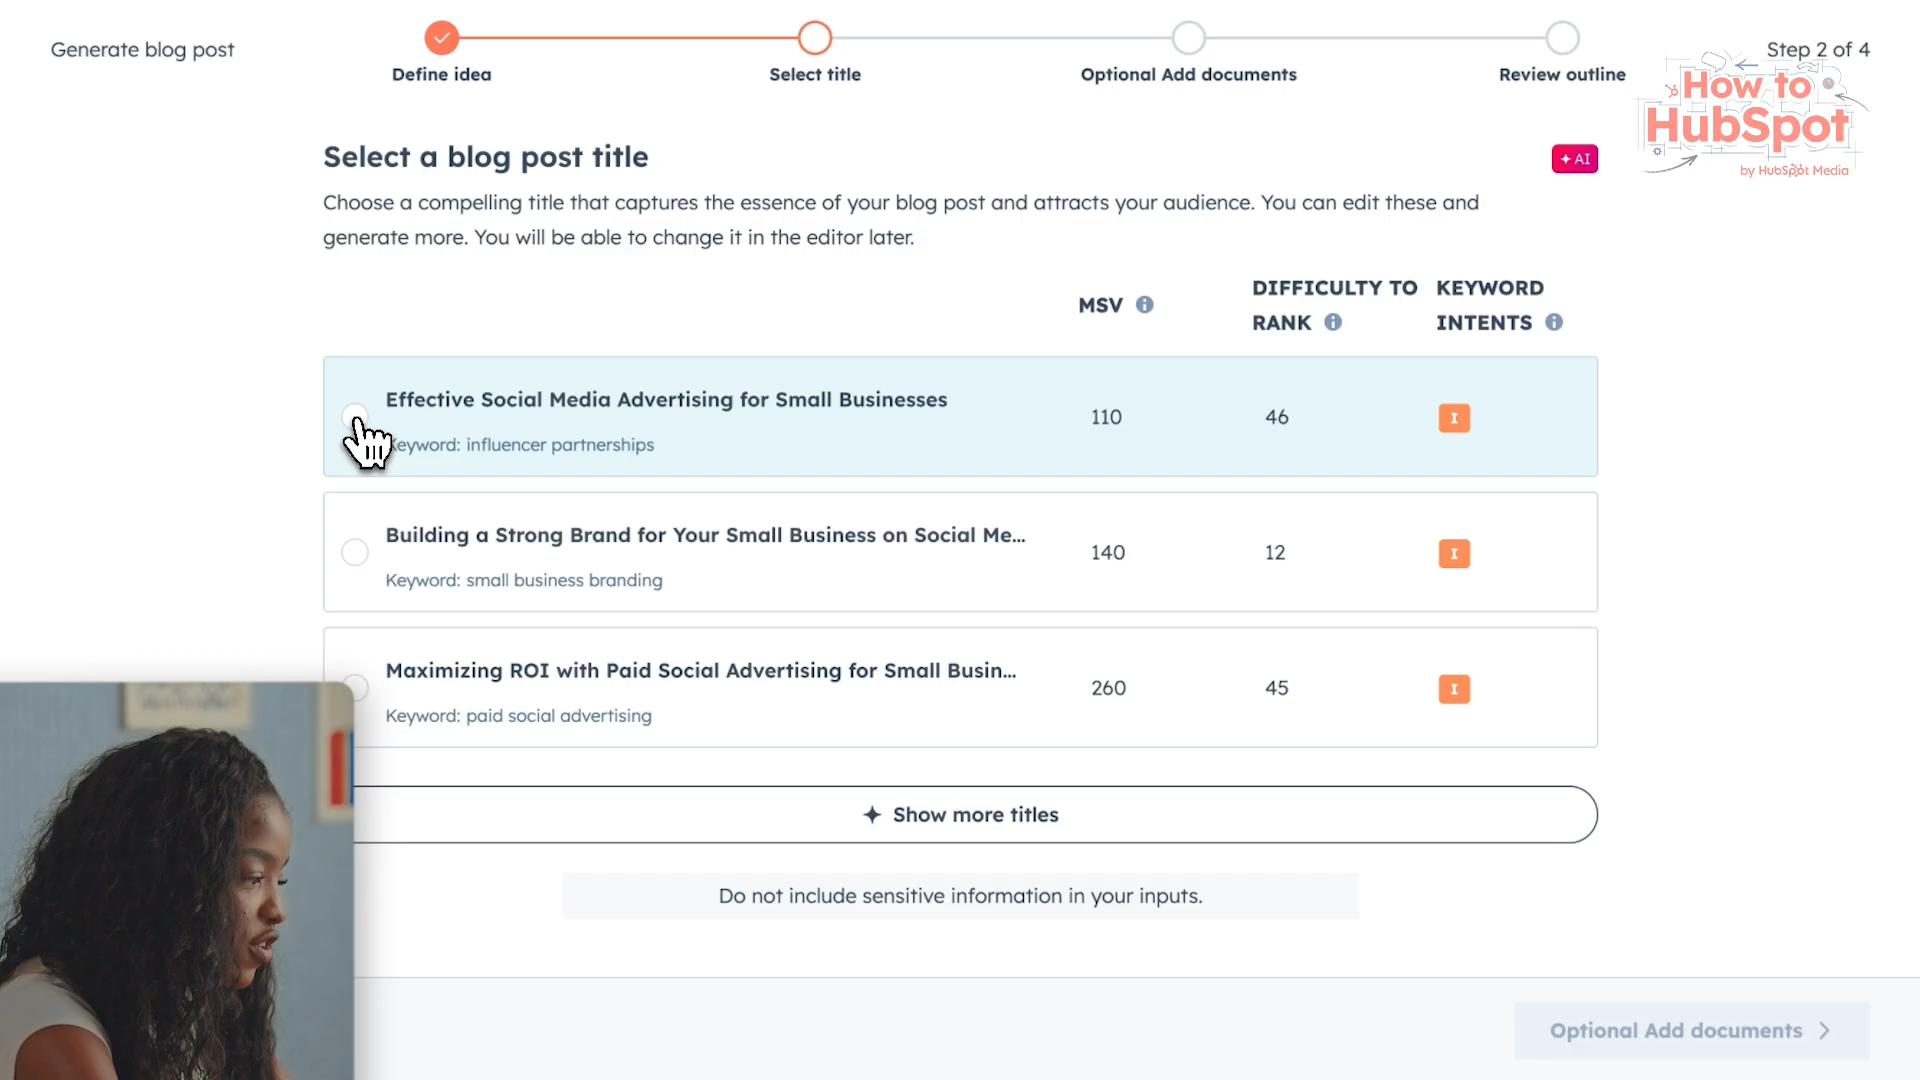 Generate blog post
Define idea
Select title
Optional Add documents
Review outline
Step 2 of 4
How to
HubSpot
by HubSpot Media
Select a blog post title
AI
Choose a compelling title that captures the essence of your blog post and attracts your audience. You can edit these and
generate more. You will be able to change it in the editor later.
MSV
DIFFICULTY TO
RANK
KEYWORD
INTENTS
Effective Social Media Advertising for Small Businesses
Keyword: influencer partnerships
110
46
I
Building a Strong Brand for Your Small Business on Social Me...
Keyword: small business branding
140
12
I
Maximizing ROI with Paid Social Advertising for Small Busin...
Keyword: paid social advertising
260
45
I
Show more titles
Do not include sensitive information in your inputs.
Optional Add documents